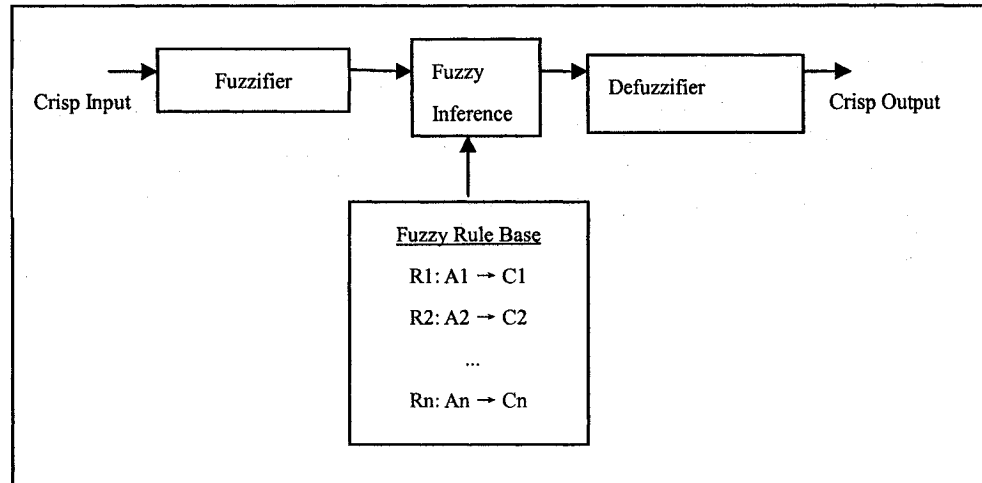 Crisp Input
Fuzzifier
Fuzzy
Inference
Defuzzifier
Crisp Output
Fuzzy Rule Base
R1: A1 → C1
R2: A2 → C2
...
Rn: An → Cn